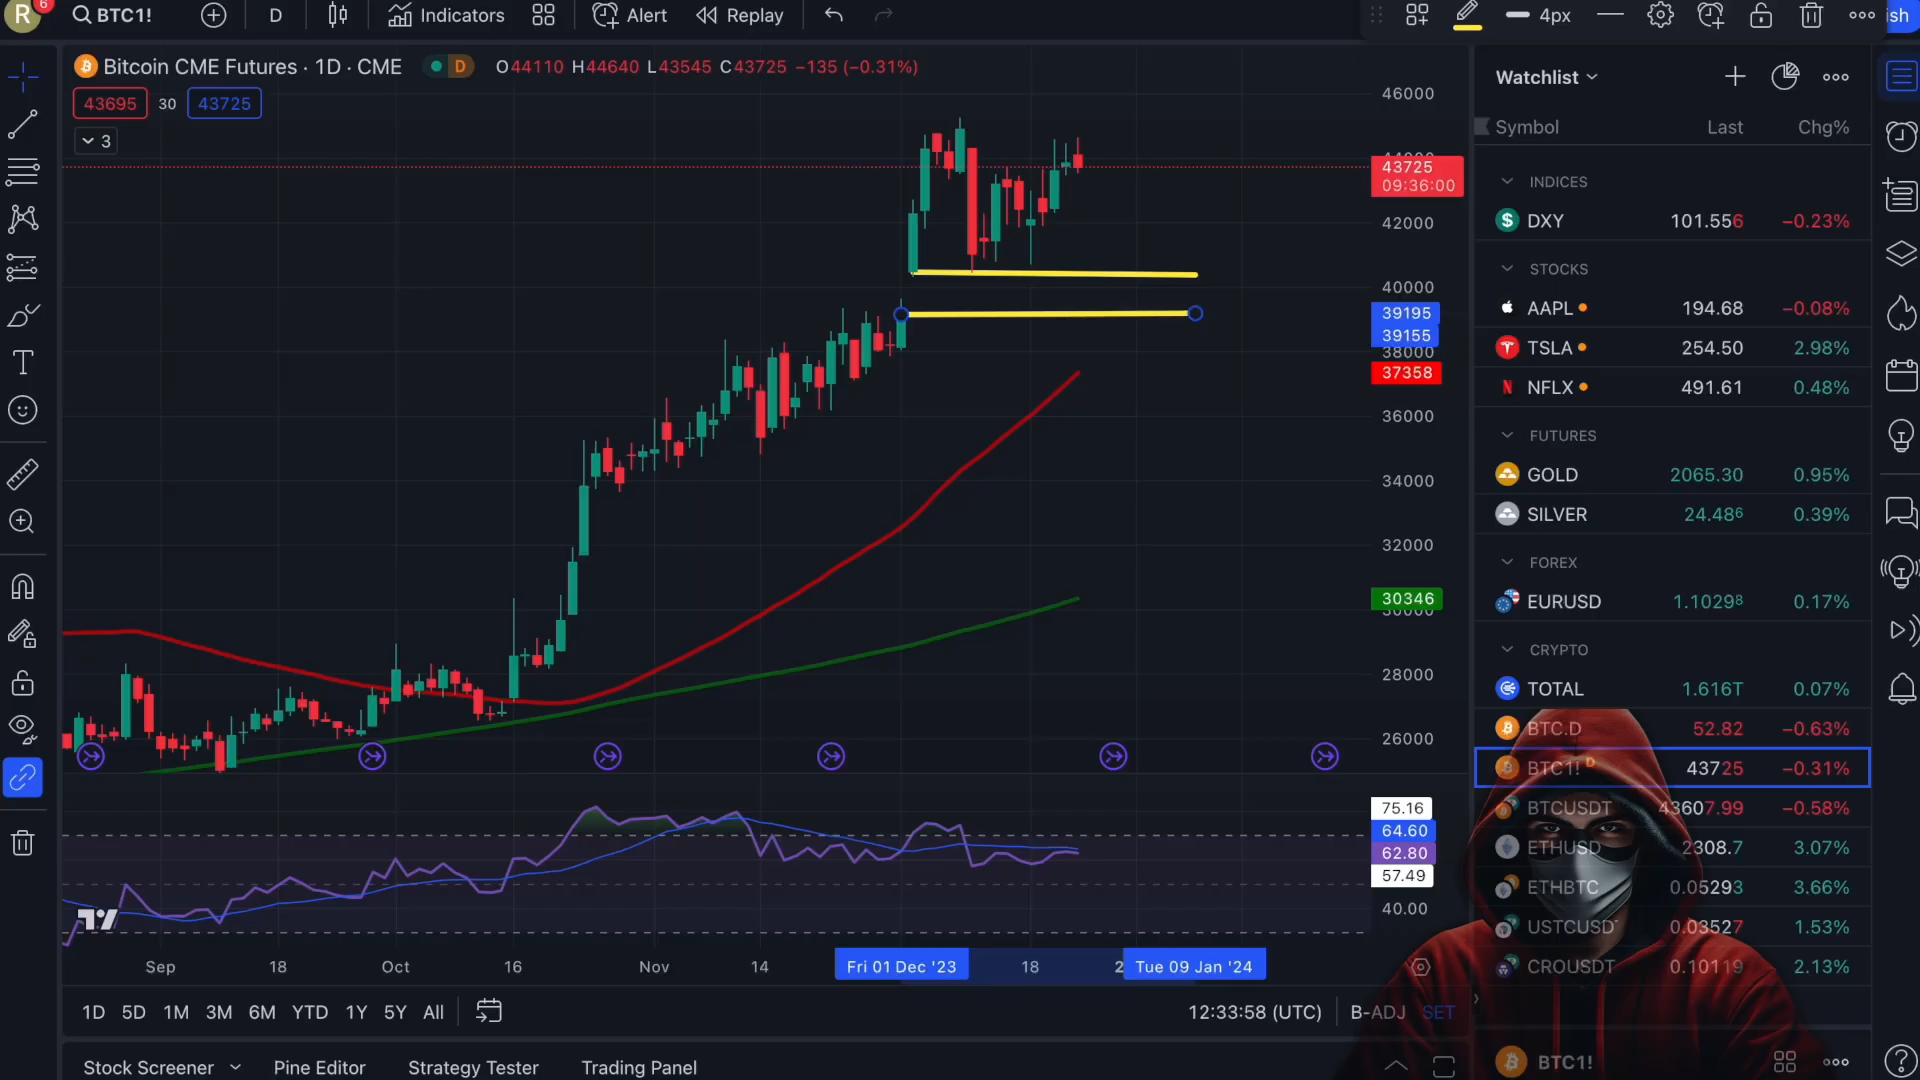 R 6 BTC1! D Indicators Alert Replay 4px ish
Bitcoin CME Futures · 1D · CME D O44110 H44640 L43545 C43725 −135 (−0.31%)
43695 30 43725
3
46000
44000
43725
09:36:00
42000
40000
39195
39155
38000
37358
36000
34000
32000
30346
30000
28000
26000
75.16
64.60
62.80
57.49
40.00
Sep 18 Oct 16 Nov 14 Fri 01 Dec '23 18 2 Tue 09 Jan '24
1D 5D 1M 3M 6M YTD 1Y 5Y All 12:33:58 (UTC) B-ADJ SET
Stock Screener Pine Editor Strategy Tester Trading Panel
Watchlist
Symbol Last Chg%
INDICES
DXY 101.556 −0.23%
STOCKS
AAPL 194.68 −0.08%
TSLA 254.50 2.98%
NFLX 491.61 0.48%
FUTURES
GOLD 2065.30 0.95%
SILVER 24.486 0.39%
FOREX
EURUSD 1.10298 0.17%
CRYPTO
TOTAL 1.616T 0.07%
BTC.D 52.82 −0.63%
BTC1! D 43725 −0.31%
BTCUSDT 43607.99 −0.58%
ETHUSD 2308.7 3.07%
ETHBTC 0.05293 3.66%
USTCUSDT 0.03527 1.53%
CROUSDT 0.10119 2.13%
BTC1!